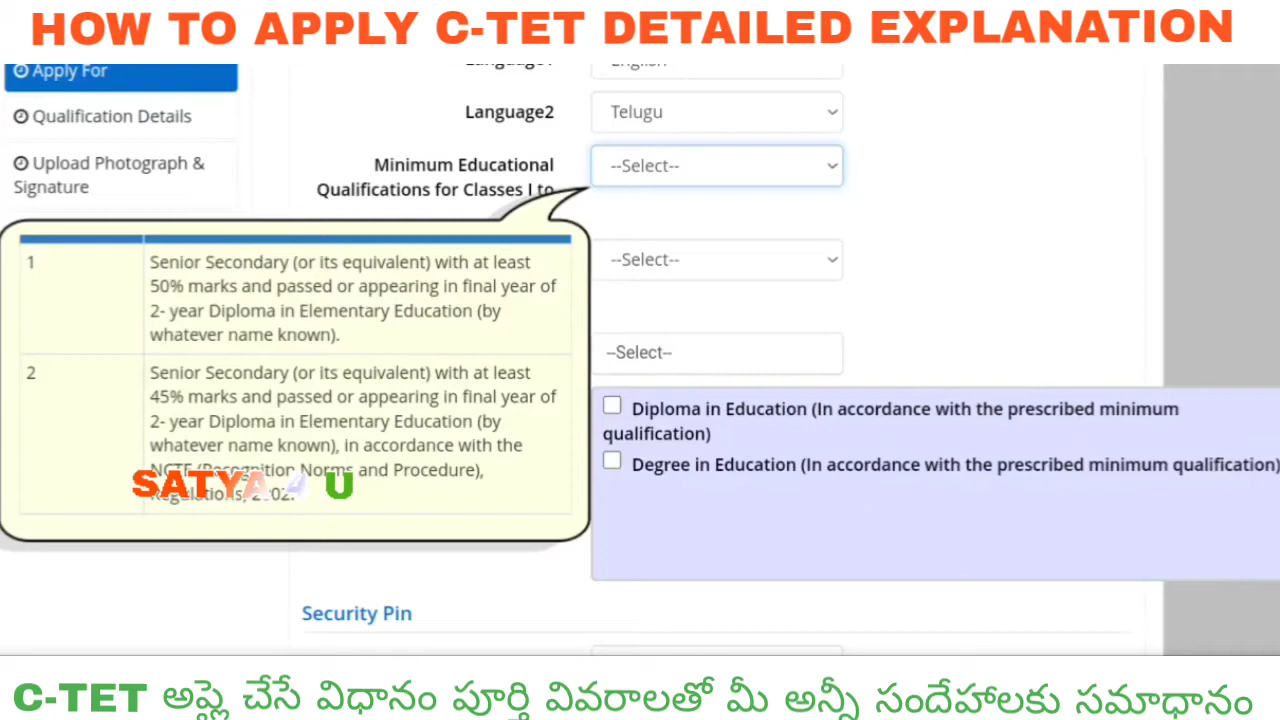 HOW TO APPLY C-TET DETAILED EXPLANATION
Apply For
Language1
English
Qualification Details
Language2
Telugu
Upload Photograph &
Signature
Minimum Educational
Qualifications for Classes I to
--Select--
1
Senior Secondary (or its equivalent) with at least
50% marks and passed or appearing in final year of
2- year Diploma in Elementary Education (by
whatever name known).
2
Senior Secondary (or its equivalent) with at least
45% marks and passed or appearing in final year of
2- year Diploma in Elementary Education (by
whatever name known), in accordance with the
NCTE (Recognition Norms and Procedure),
Regulations, 2002.
SATYA 4 U
--Select--
--Select--
Diploma in Education (In accordance with the prescribed minimum
qualification)
Degree in Education (In accordance with the prescribed minimum qualification)
Security Pin
C-TET అప్లై చేసే విధానం పూర్తి వివరాలతో మీ అన్నీ సందేహాలకు సమాధానం